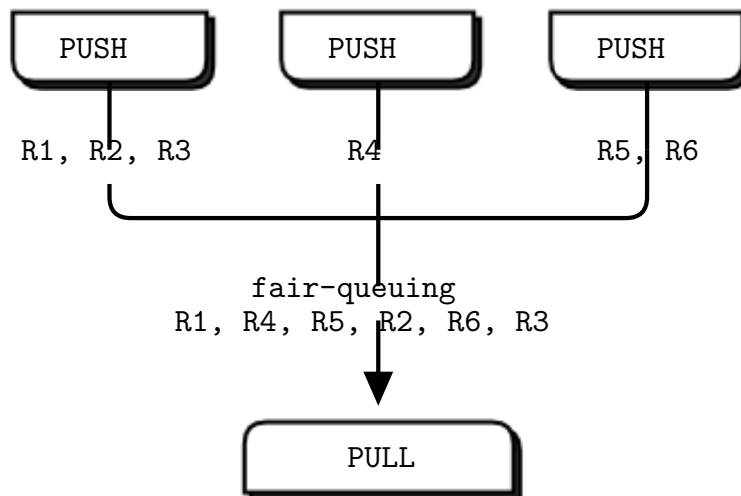 PUSH PUSH PUSH
R1, R2, R3 R4 R5, R6
fair-queuing
R1, R4, R5, R2, R6, R3
PULL